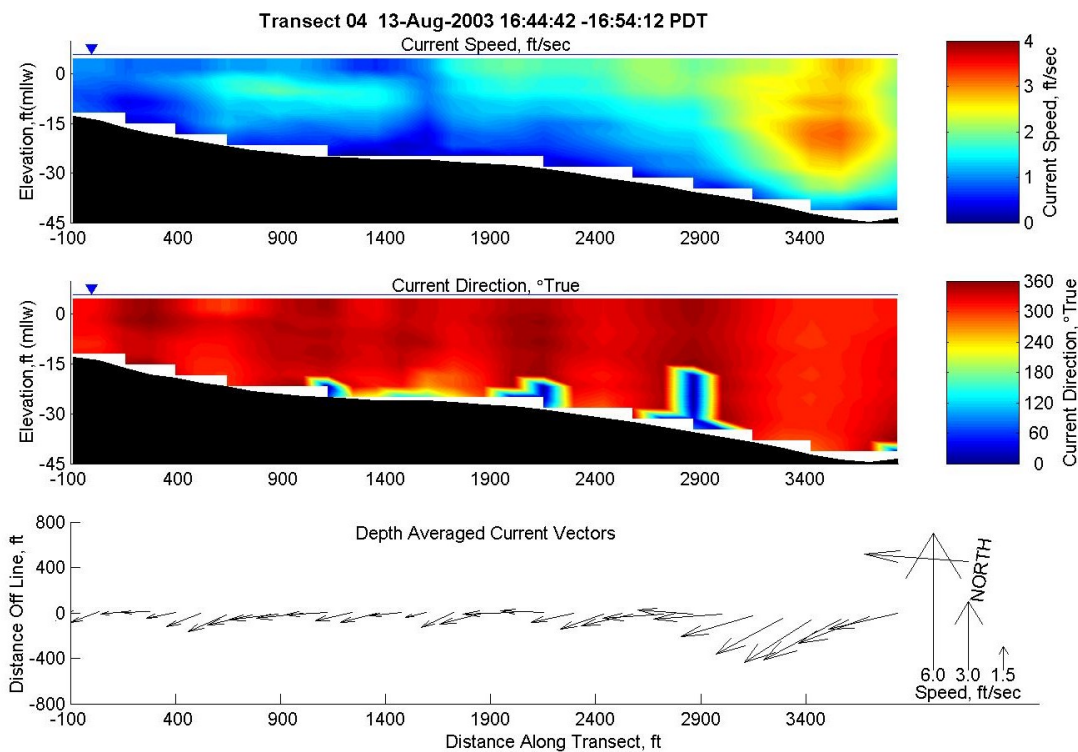 Transect 04 13-Aug-2003 16:44:42 -16:54:12 PDT
Current Speed, ft/sec
Elevation,ft(mllw)
0
-15
-30
-45
-100 400 900 1400 1900 2400 2900 3400
4
3
2
1
0
Current Speed, ft/sec
Current Direction, °True
Elevation,ft (mllw)
0
-15
-30
-45
-100 400 900 1400 1900 2400 2900 3400
360
300
240
180
120
60
0
Current Direction, °True
Depth Averaged Current Vectors
Distance Off Line, ft
800
400
0
-400
-800
-100 400 900 1400 1900 2400 2900 3400
Distance Along Transect, ft
NORTH
6.0 3.0 1.5
Speed, ft/sec